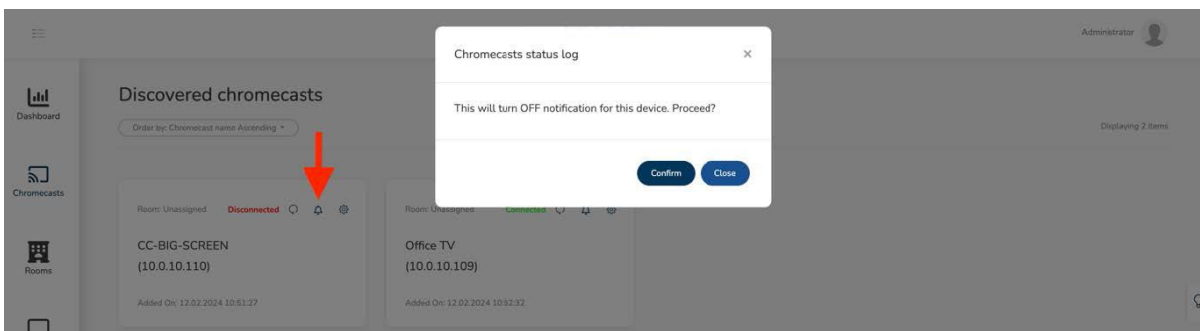 Administrator
Chromecasts status log
This will turn OFF notification for this device. Proceed?
Confirm Close
Dashboard
Chromecasts
Rooms
Discovered chromecasts
Order by: Chromecast name Ascending
Displaying 2 items
Room: Unassigned Disconnected
CC-BIG-SCREEN
(10.0.10.110)
Added On: 12.02.2024 10:51:27
Room: Unassigned Connected
Office TV
(10.0.10.109)
Added On: 12.02.2024 10:52:32